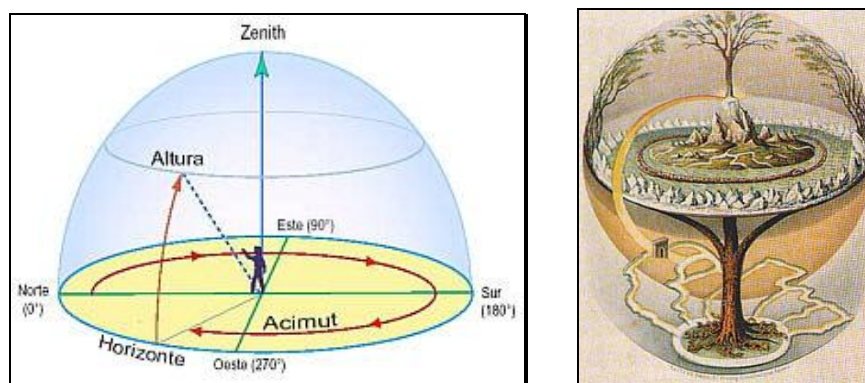 Zenith
Altura
Este (90°)
Norte
(0°)
Sur
(180°)
Acimut
Horizonte
Oeste (270°)